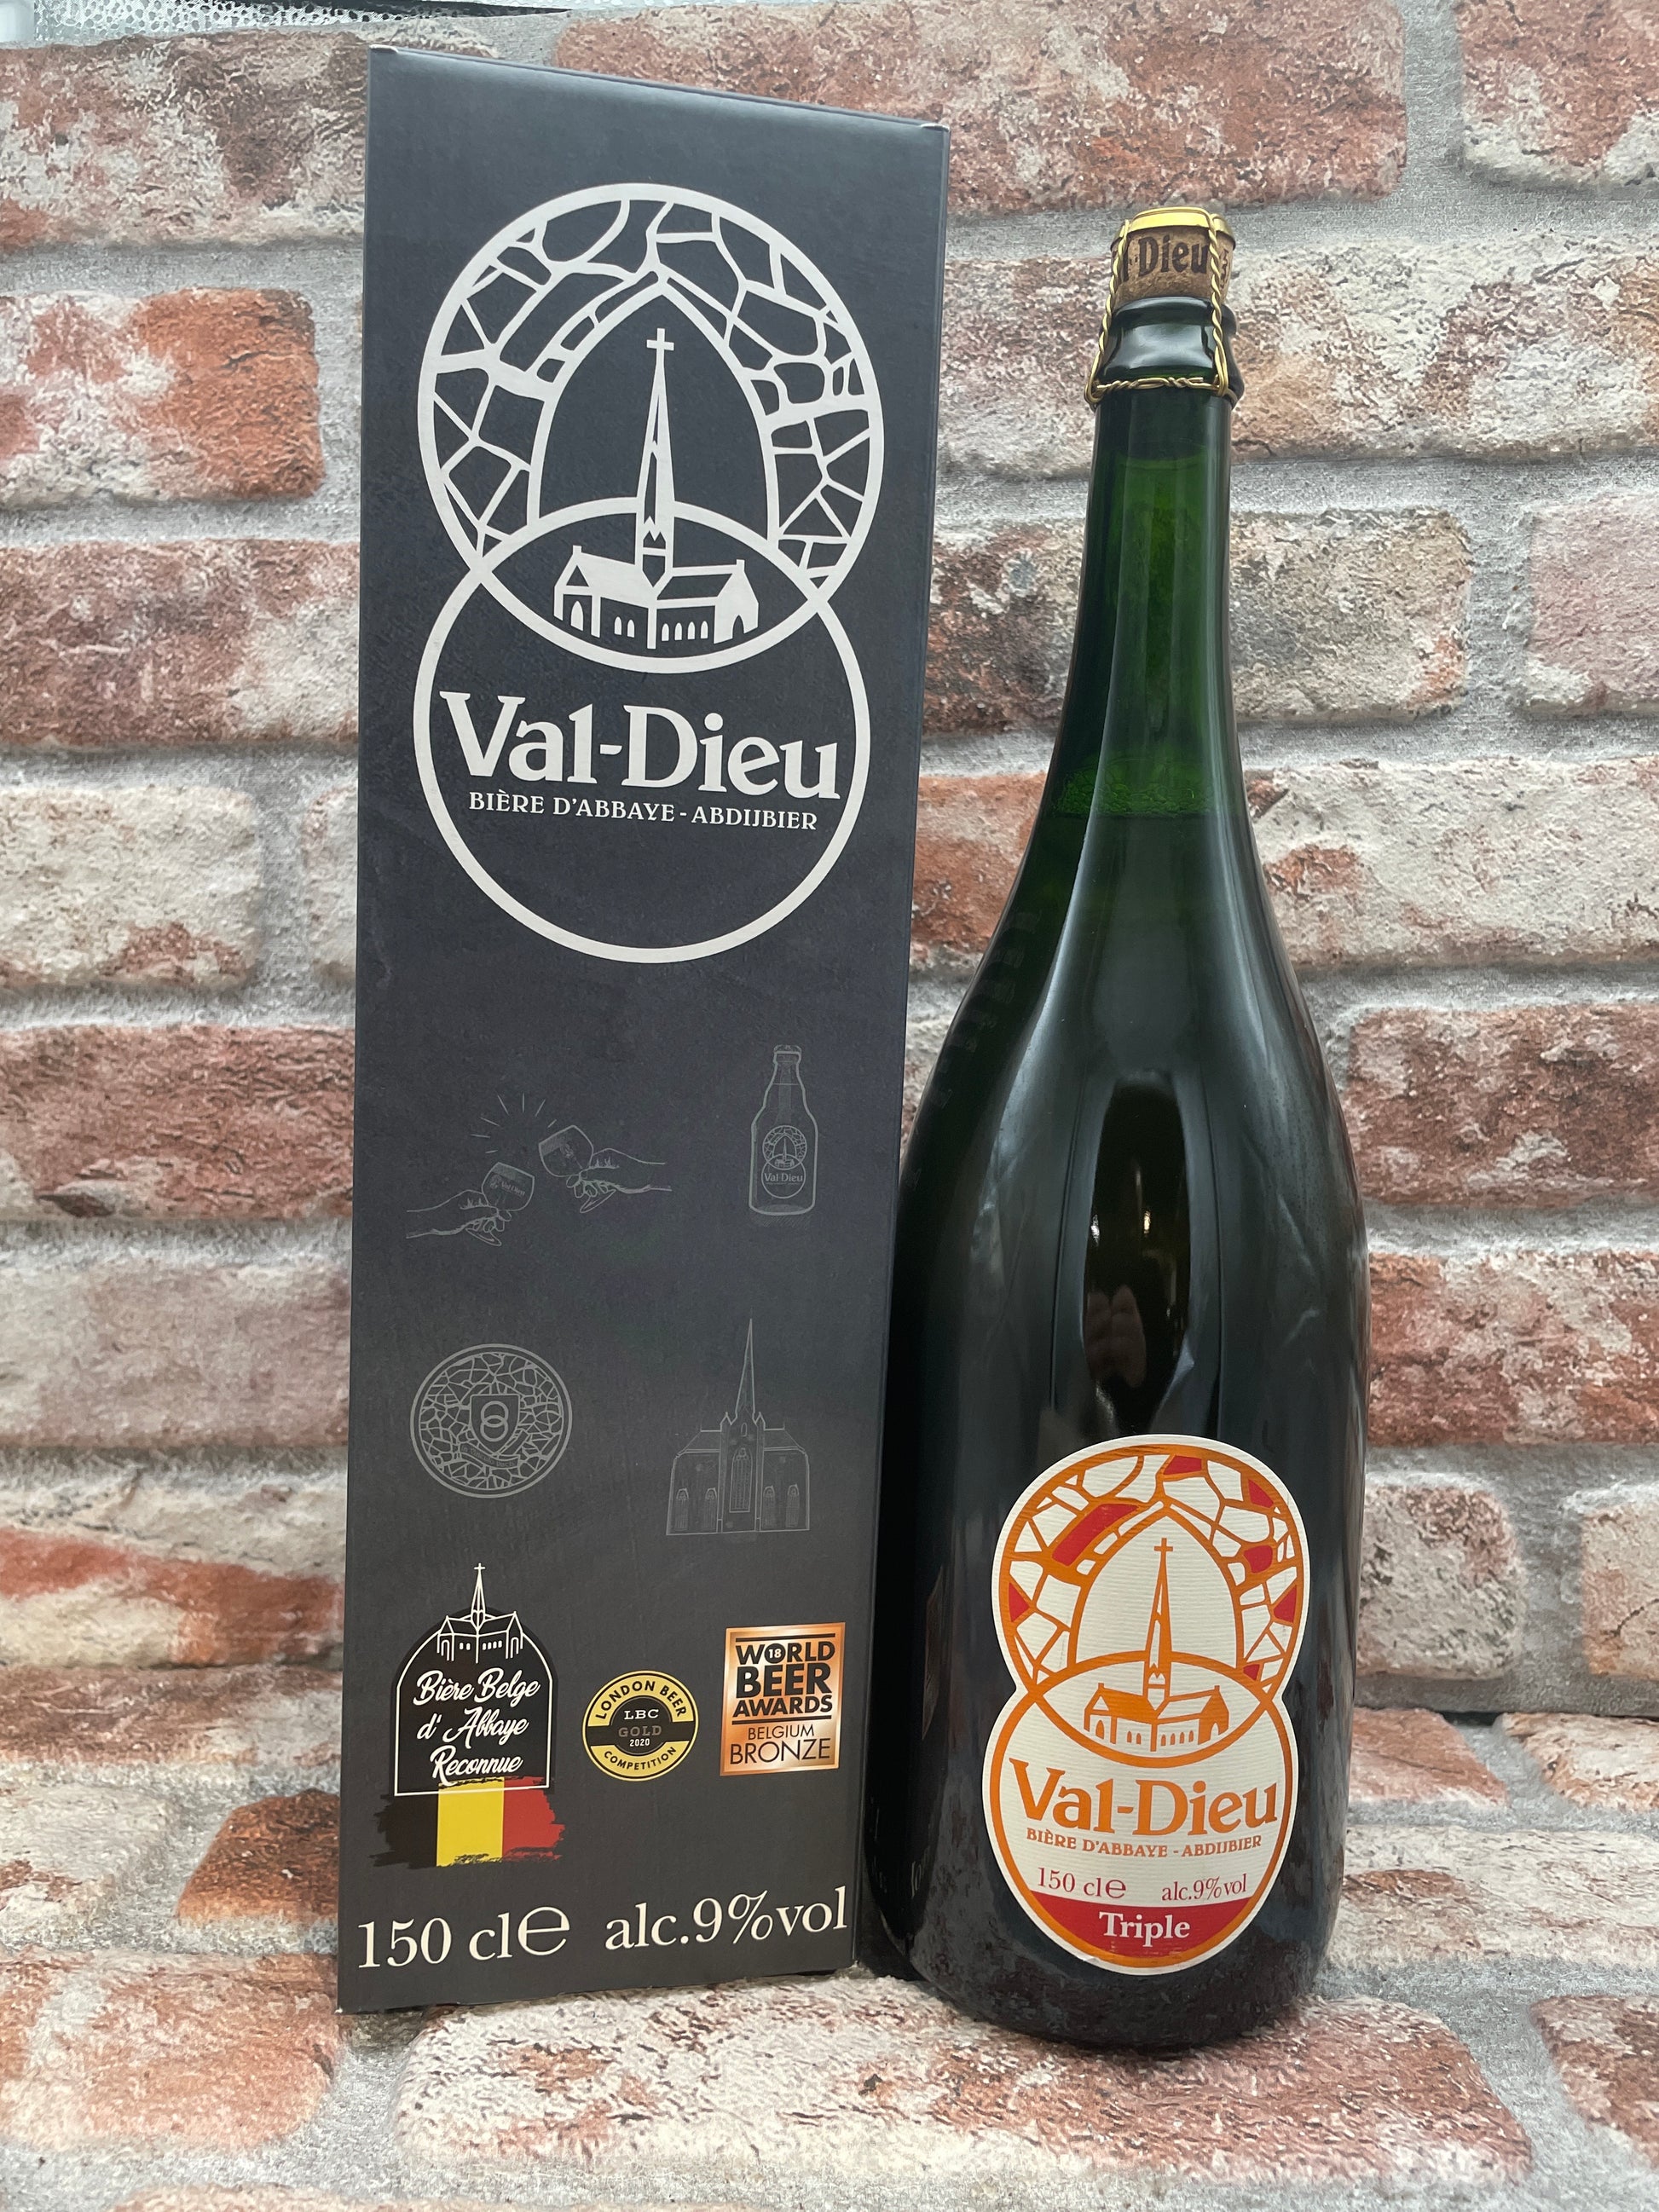 Val-Dieu
BIÈRE D'ABBAYE - ABDIJBIER
Val-Dieu
Bière Belge
d'Abbaye
Reconnue
LONDON BEER
LBC
GOLD
2020
COMPETITION
18
WORLD
BEER
AWARDS
BELGIUM
BRONZE
150 cl e alc.9%vol
l Dieu
Val-Dieu
BIÈRE D'ABBAYE - ABDIJBIER
150 cl e alc.9%vol
Triple